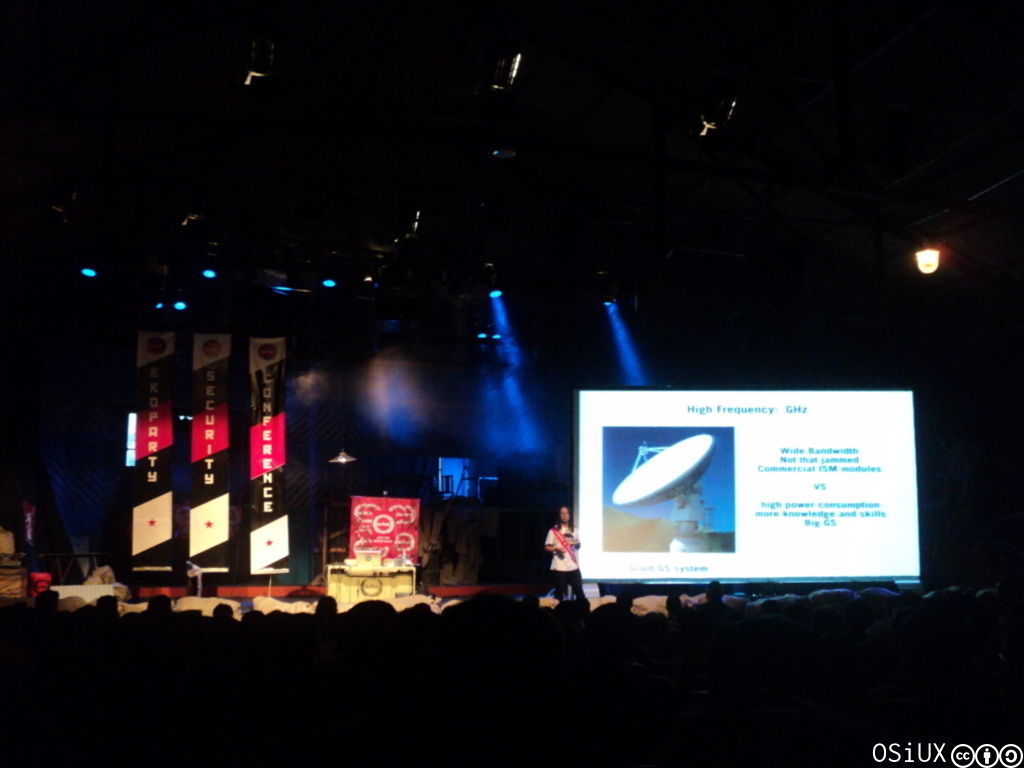 EKOPARTY
SECURITY
CONFERENCE
High Frequency: GHz
Wide Bandwidth
Not that jammed
Commercial ISM modules
VS
high power consumption
more knowledge and skills
Big GS
Giant GS system
OSiUX